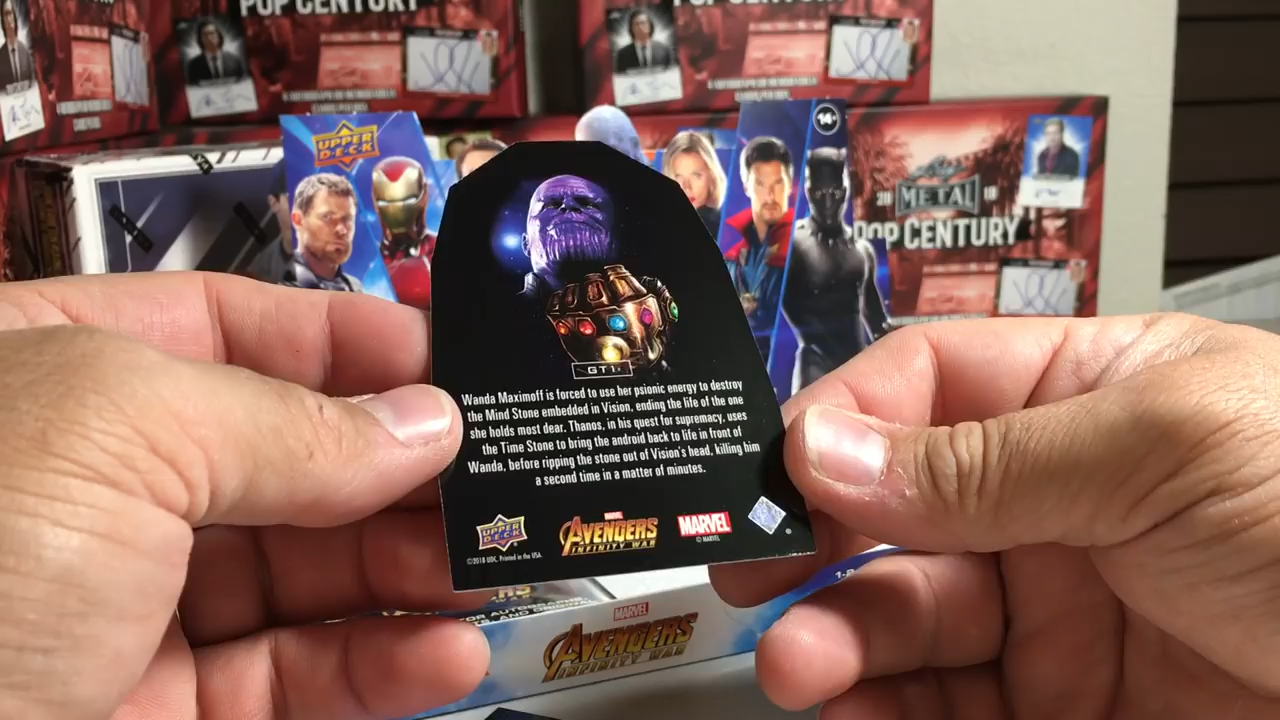 POP CENTURY
POP CENTURY
UPPER
D·E·C·K
14+
LEAF
METAL
20 18
POP CENTURY
GT1
Wanda Maximoff is forced to use her psionic energy to destroy
the Mind Stone embedded in Vision, ending the life of the one
she holds most dear. Thanos, in his quest for supremacy, uses
the Time Stone to bring the android back to life in front of
Wanda, before ripping the stone out of Vision's head, killing him
a second time in a matter of minutes.
UPPER
D·E·C·K
MARVEL
AVENGERS
INFINITY WAR
MARVEL
© MARVEL
©2018 UDC. Printed in the USA.
MARVEL
AVENGERS
INFINITY WAR